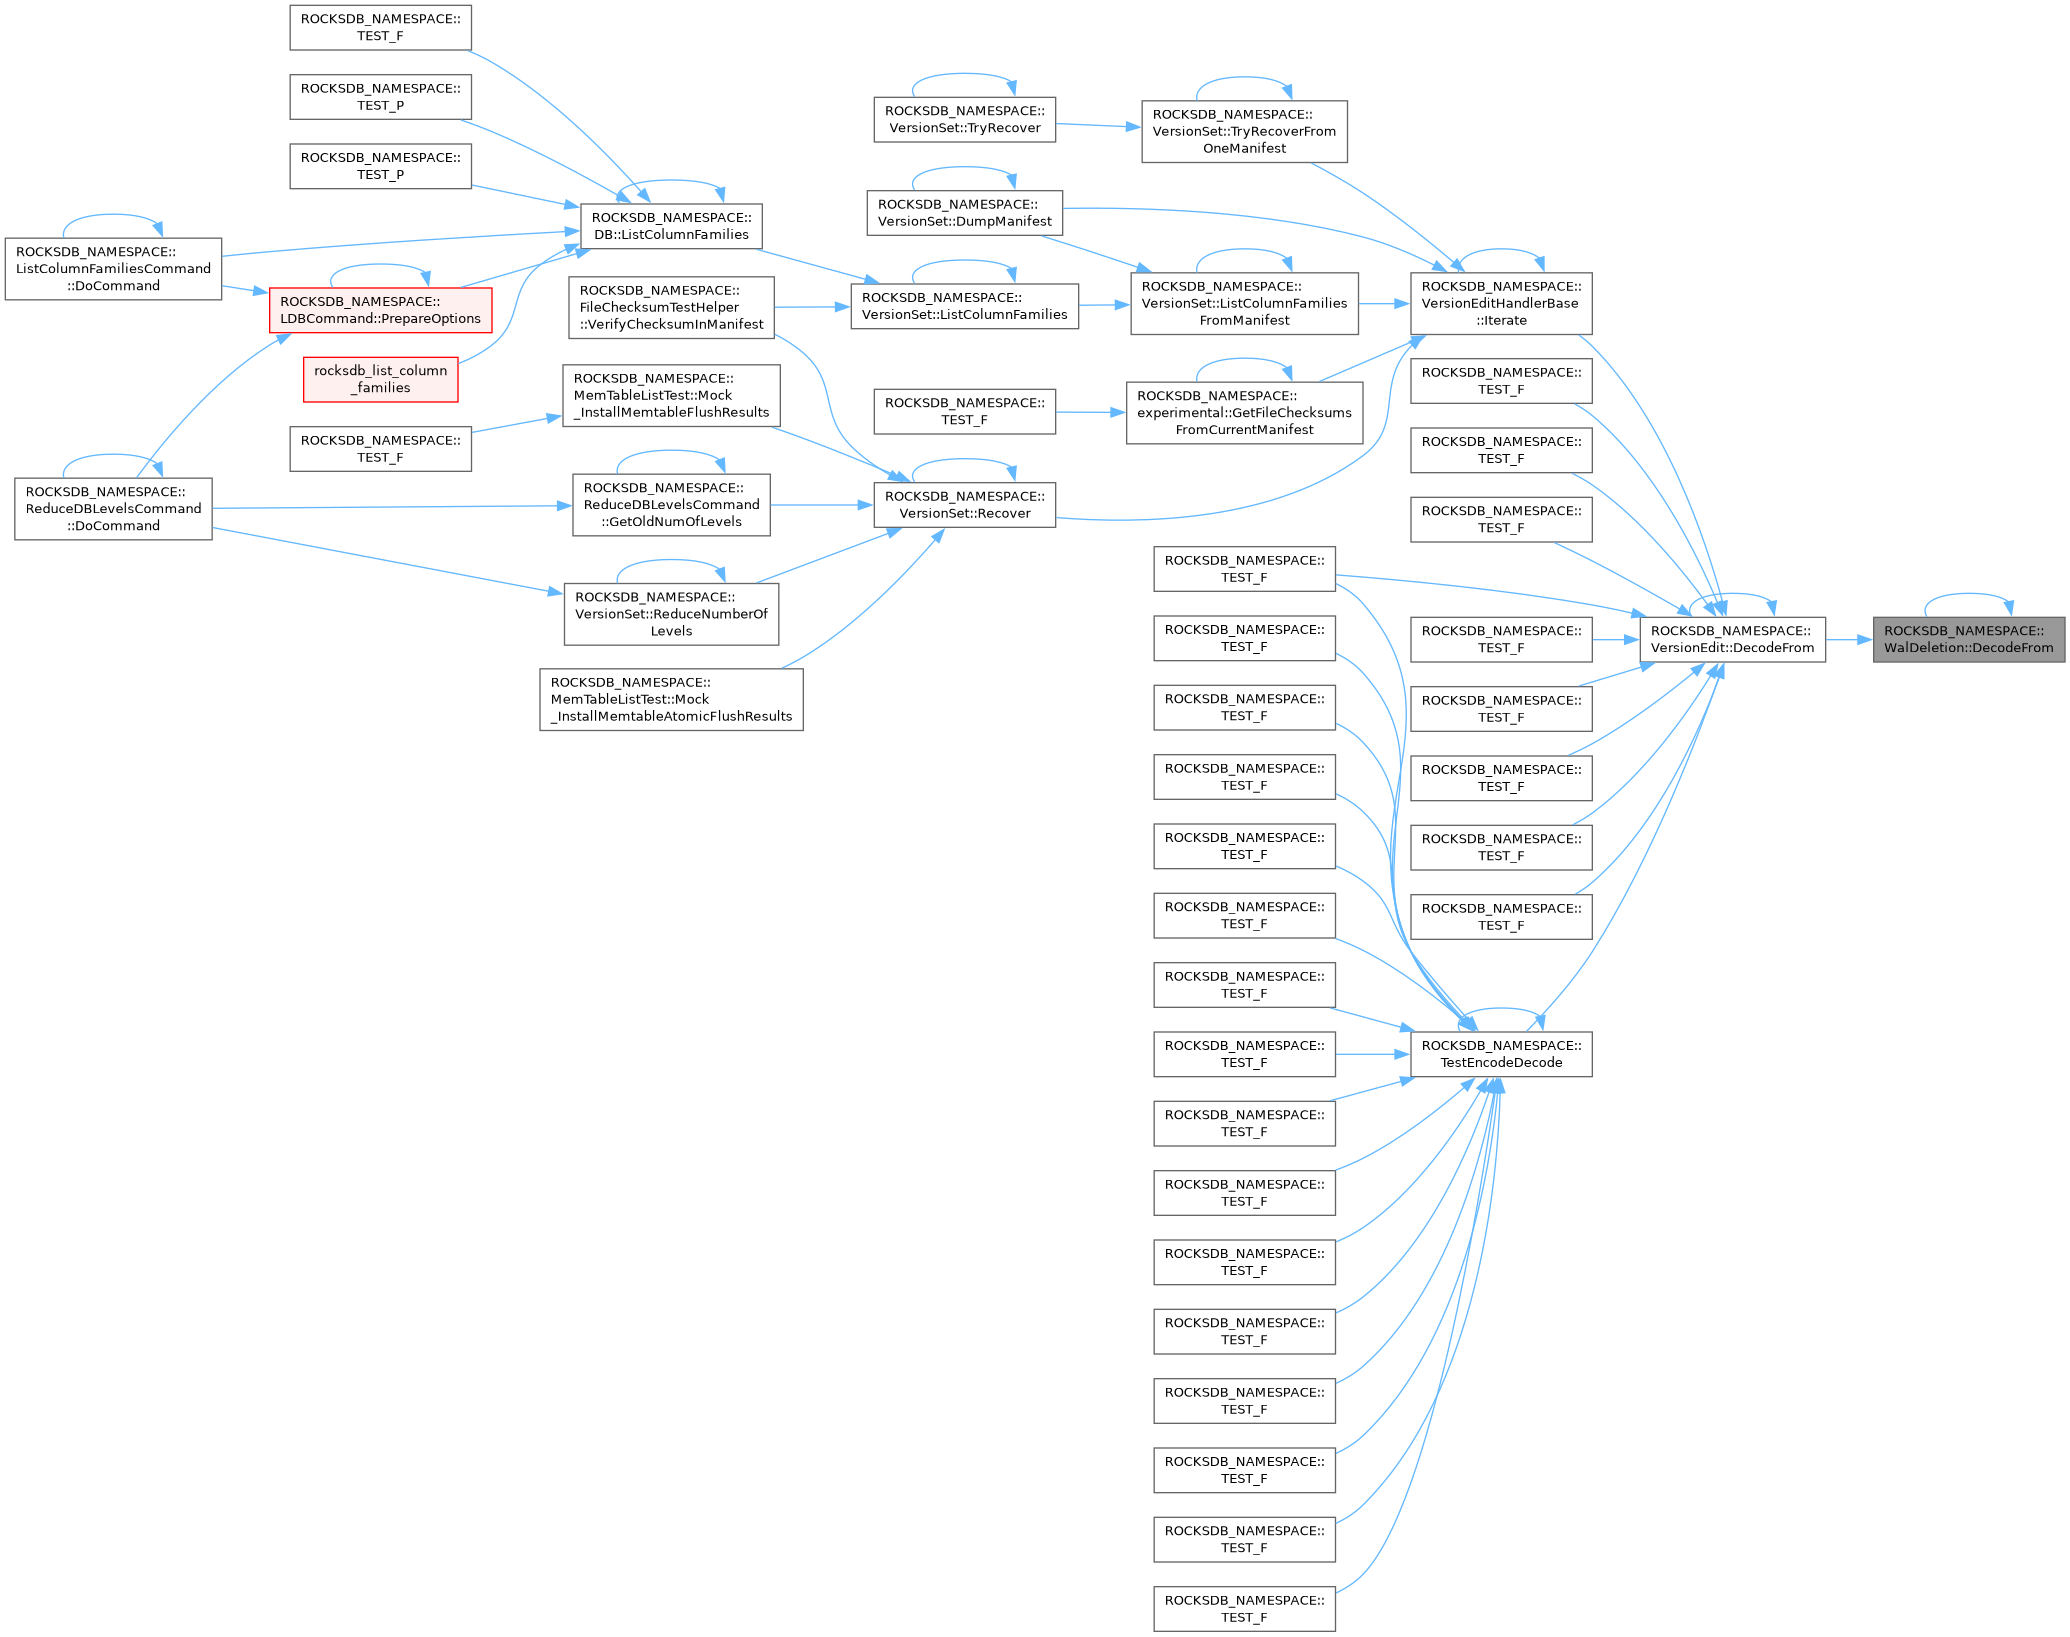 ROCKSDB_NAMESPACE::
TEST_F
ROCKSDB_NAMESPACE::
TEST_P
ROCKSDB_NAMESPACE::
TEST_P
ROCKSDB_NAMESPACE::
ListColumnFamiliesCommand
::DoCommand
ROCKSDB_NAMESPACE::
LDBCommand::PrepareOptions
rocksdb_list_column
_families
ROCKSDB_NAMESPACE::
TEST_F
ROCKSDB_NAMESPACE::
ReduceDBLevelsCommand
::DoCommand
ROCKSDB_NAMESPACE::
DB::ListColumnFamilies
ROCKSDB_NAMESPACE::
FileChecksumTestHelper
::VerifyChecksumInManifest
ROCKSDB_NAMESPACE::
MemTableListTest::Mock
_InstallMemtableFlushResults
ROCKSDB_NAMESPACE::
ReduceDBLevelsCommand
::GetOldNumOfLevels
ROCKSDB_NAMESPACE::
VersionSet::ReduceNumberOf
Levels
ROCKSDB_NAMESPACE::
MemTableListTest::Mock
_InstallMemtableAtomicFlushResults
ROCKSDB_NAMESPACE::
VersionSet::TryRecover
ROCKSDB_NAMESPACE::
VersionSet::DumpManifest
ROCKSDB_NAMESPACE::
VersionSet::ListColumnFamilies
ROCKSDB_NAMESPACE::
TEST_F
ROCKSDB_NAMESPACE::
VersionSet::Recover
ROCKSDB_NAMESPACE::
VersionSet::TryRecoverFrom
OneManifest
ROCKSDB_NAMESPACE::
VersionSet::ListColumnFamilies
FromManifest
ROCKSDB_NAMESPACE::
experimental::GetFileChecksums
FromCurrentManifest
ROCKSDB_NAMESPACE::
TEST_F
ROCKSDB_NAMESPACE::
TEST_F
ROCKSDB_NAMESPACE::
TEST_F
ROCKSDB_NAMESPACE::
TEST_F
ROCKSDB_NAMESPACE::
TEST_F
ROCKSDB_NAMESPACE::
TEST_F
ROCKSDB_NAMESPACE::
TEST_F
ROCKSDB_NAMESPACE::
TEST_F
ROCKSDB_NAMESPACE::
TEST_F
ROCKSDB_NAMESPACE::
TEST_F
ROCKSDB_NAMESPACE::
TEST_F
ROCKSDB_NAMESPACE::
TEST_F
ROCKSDB_NAMESPACE::
TEST_F
ROCKSDB_NAMESPACE::
TEST_F
ROCKSDB_NAMESPACE::
TEST_F
ROCKSDB_NAMESPACE::
TEST_F
ROCKSDB_NAMESPACE::
VersionEditHandlerBase
::Iterate
ROCKSDB_NAMESPACE::
TEST_F
ROCKSDB_NAMESPACE::
TEST_F
ROCKSDB_NAMESPACE::
TEST_F
ROCKSDB_NAMESPACE::
TEST_F
ROCKSDB_NAMESPACE::
TEST_F
ROCKSDB_NAMESPACE::
TEST_F
ROCKSDB_NAMESPACE::
TEST_F
ROCKSDB_NAMESPACE::
TEST_F
ROCKSDB_NAMESPACE::
TestEncodeDecode
ROCKSDB_NAMESPACE::
VersionEdit::DecodeFrom
ROCKSDB_NAMESPACE::
WalDeletion::DecodeFrom